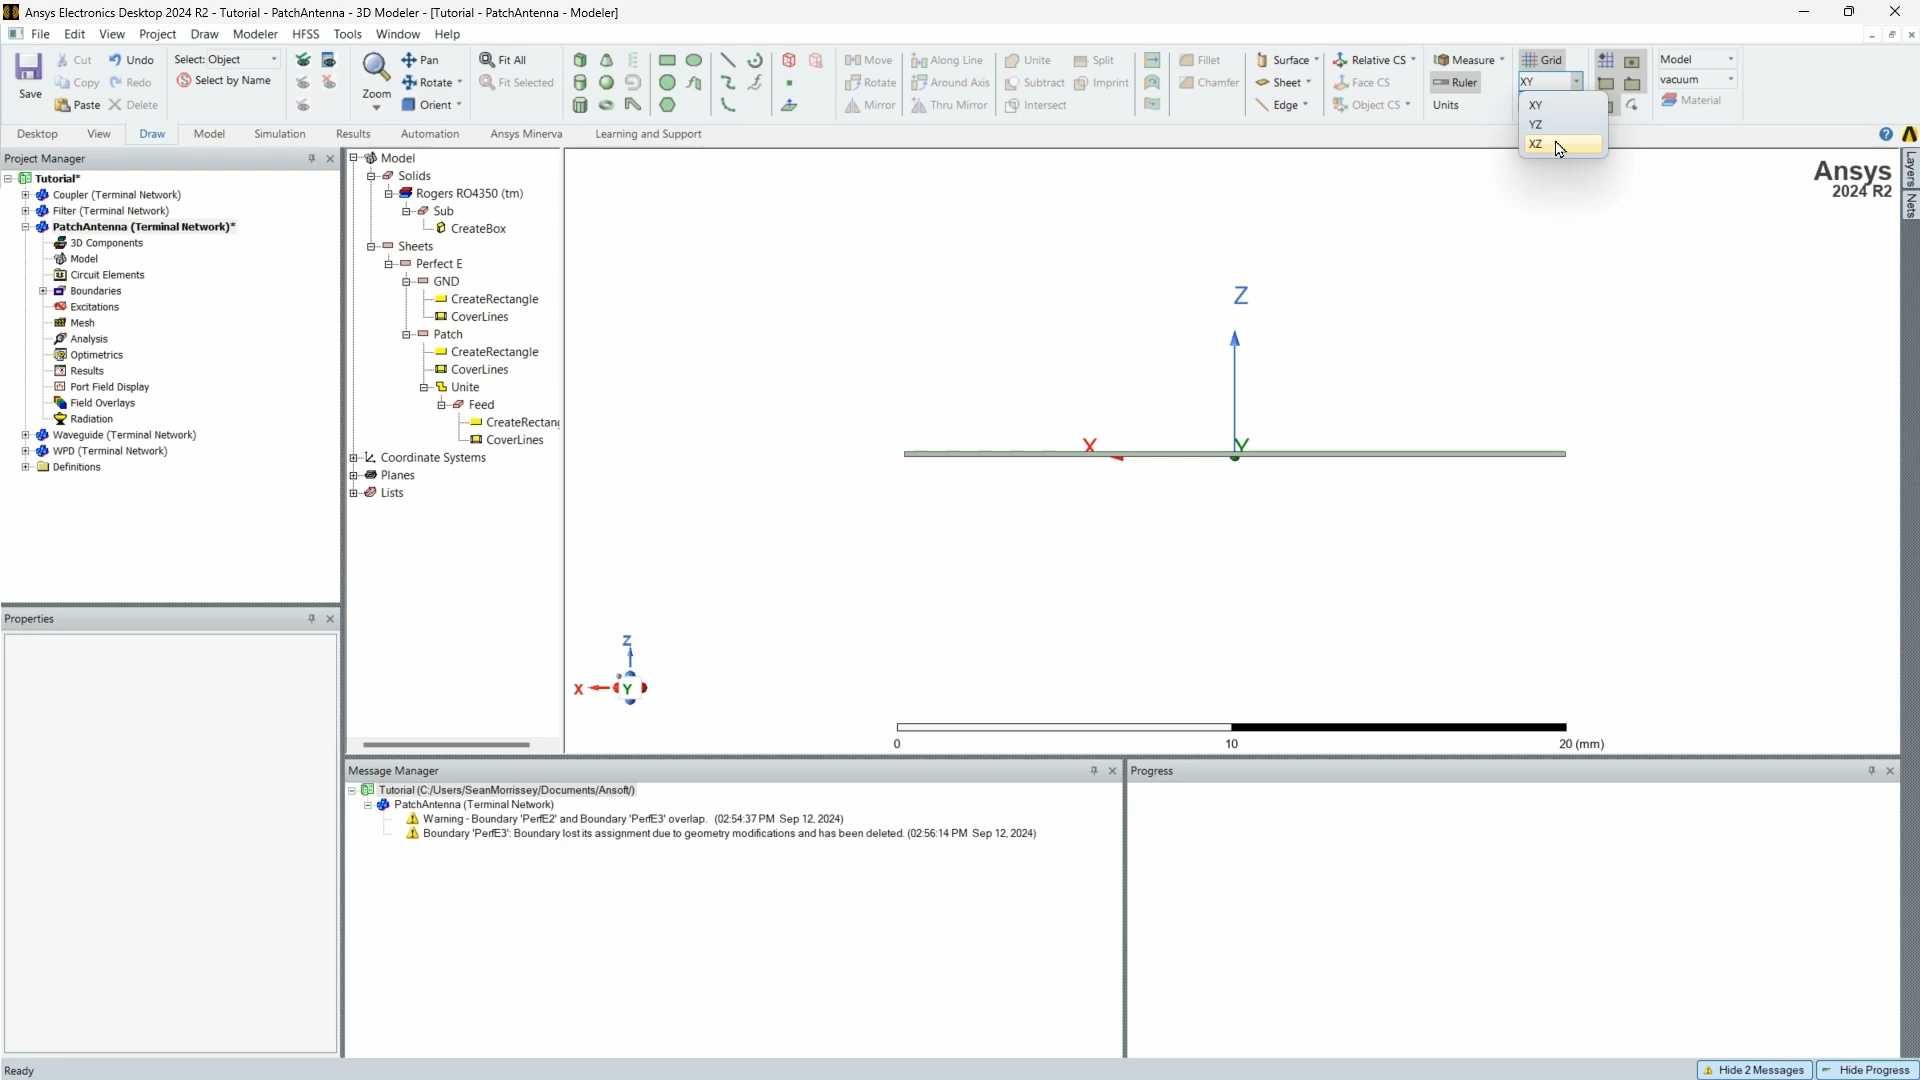 Ansys Electronics Desktop 2024 R2 - Tutorial - PatchAntenna - 3D Modeler - [Tutorial - PatchAntenna - Modeler]
File Edit View Project Draw Modeler HFSS Tools Window Help
Save Cut Copy Paste Undo Redo Delete
Select: Object
Select by Name
Zoom Pan Rotate Orient
Fit All
Fit Selected
Move Rotate Mirror
Along Line
Around Axis
Thru Mirror
Unite Subtract Intersect Split Imprint
Fillet Chamfer
Surface Sheet Edge
Relative CS
Face CS
Object CS
Measure Ruler Units
Grid
XY
XY
YZ
XZ
Model
vacuum
Material
Desktop View Draw Model Simulation Results Automation Ansys Minerva Learning and Support
Project Manager
Tutorial*
Coupler (Terminal Network)
Filter (Terminal Network)
PatchAntenna (Terminal Network)*
3D Components
Model
Circuit Elements
Boundaries
Excitations
Mesh
Analysis
Optimetrics
Results
Port Field Display
Field Overlays
Radiation
Waveguide (Terminal Network)
WPD (Terminal Network)
Definitions
Properties
Model
Solids
Rogers RO4350 (tm)
Sub
CreateBox
Sheets
Perfect E
GND
CreateRectangle
CoverLines
Patch
CreateRectangle
CoverLines
Unite
Feed
CreateRectang
CoverLines
Coordinate Systems
Planes
Lists
Ansys
2024 R2
Layers
Nets
Z
X
Y
Z
X
Y
0
10
20 (mm)
Message Manager
Tutorial (C:/Users/SeanMorrissey/Documents/Ansoft/)
PatchAntenna (Terminal Network)
Warning - Boundary 'PerfE2' and Boundary 'PerfE3' overlap. (02:54:37 PM Sep 12, 2024)
Boundary 'PerfE3': Boundary lost its assignment due to geometry modifications and has been deleted. (02:56:14 PM Sep 12, 2024)
Progress
Ready
Hide 2 Messages
Hide Progress